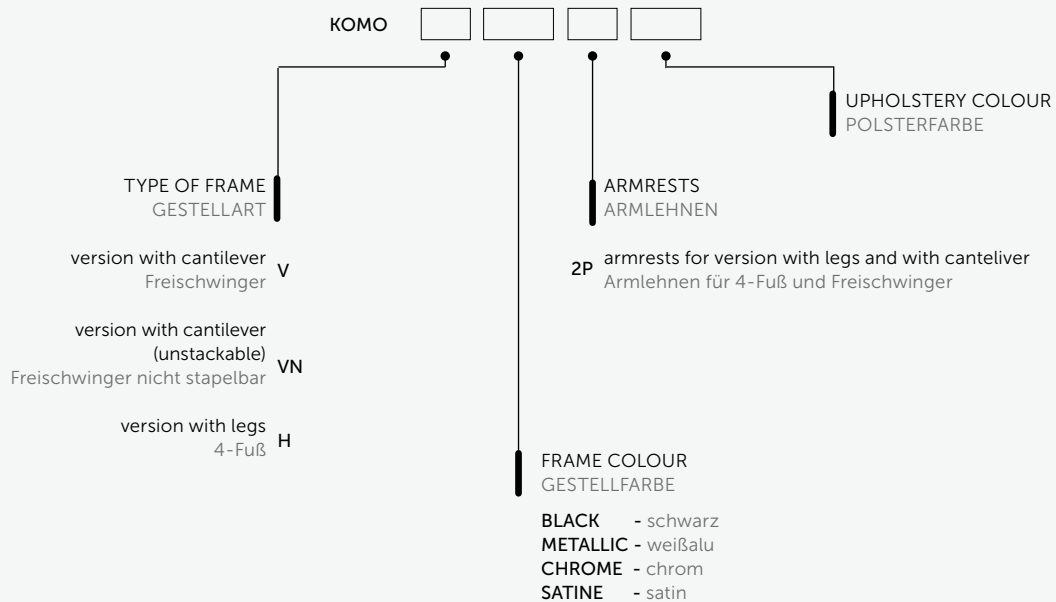 KOMO
UPHOLSTERY COLOUR
POLSTERFARBE
TYPE OF FRAME
GESTELLART
version with cantilever
Freischwinger
V
version with cantilever
(unstackable)
Freischwinger nicht stapelbar
VN
version with legs
4-Fuß
H
ARMRESTS
ARMLEHNEN
2P
armrests for version with legs and with canteliver
Armlehnen für 4-Fuß und Freischwinger
FRAME COLOUR
GESTELLFARBE
BLACK - schwarz
METALLIC - weißalu
CHROME - chrom
SATINE - satin